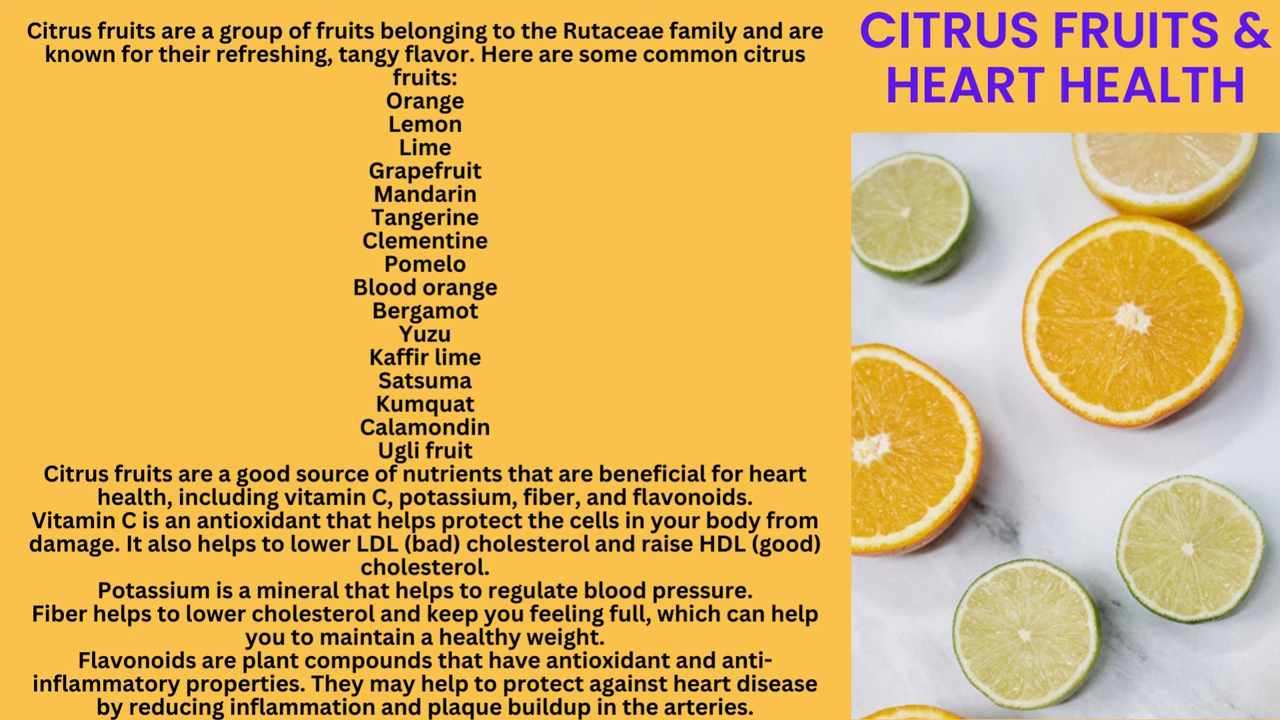 Citrus fruits are a group of fruits belonging to the Rutaceae family and are
known for their refreshing, tangy flavor. Here are some common citrus
fruits:
Orange
Lemon
Lime
Grapefruit
Mandarin
Tangerine
Clementine
Pomelo
Blood orange
Bergamot
Yuzu
Kaffir lime
Satsuma
Kumquat
Calamondin
Ugli fruit
Citrus fruits are a good source of nutrients that are beneficial for heart
health, including vitamin C, potassium, fiber, and flavonoids.
Vitamin C is an antioxidant that helps protect the cells in your body from
damage. It also helps to lower LDL (bad) cholesterol and raise HDL (good)
cholesterol.
Potassium is a mineral that helps to regulate blood pressure.
Fiber helps to lower cholesterol and keep you feeling full, which can help
you to maintain a healthy weight.
Flavonoids are plant compounds that have antioxidant and anti-
inflammatory properties. They may help to protect against heart disease
by reducing inflammation and plaque buildup in the arteries.
CITRUS FRUITS &
HEART HEALTH